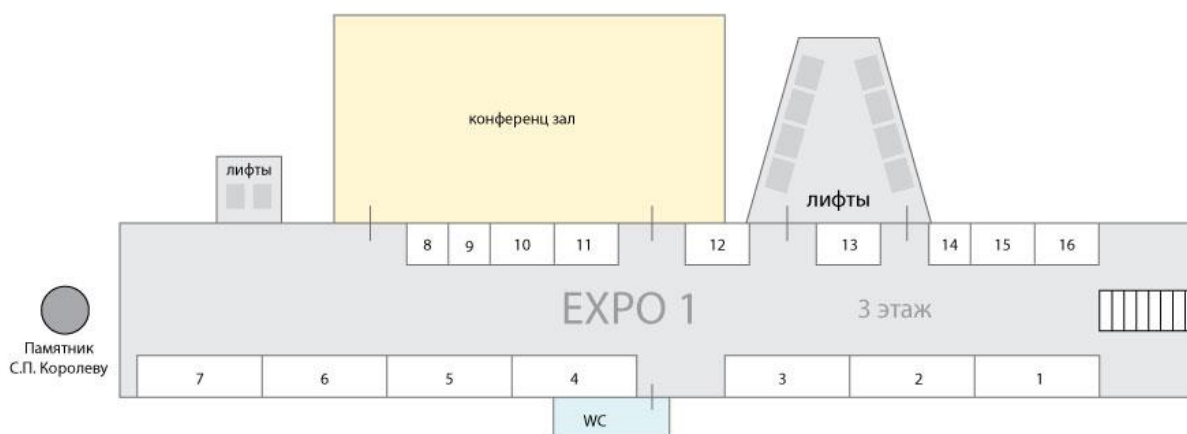 конференц зал
лифты
лифты
8 9 10 11 12 13 14 15 16
EXPO 1
3 этаж
Памятник
С.П. Королеву
7 6 5 4 3 2 1
WC